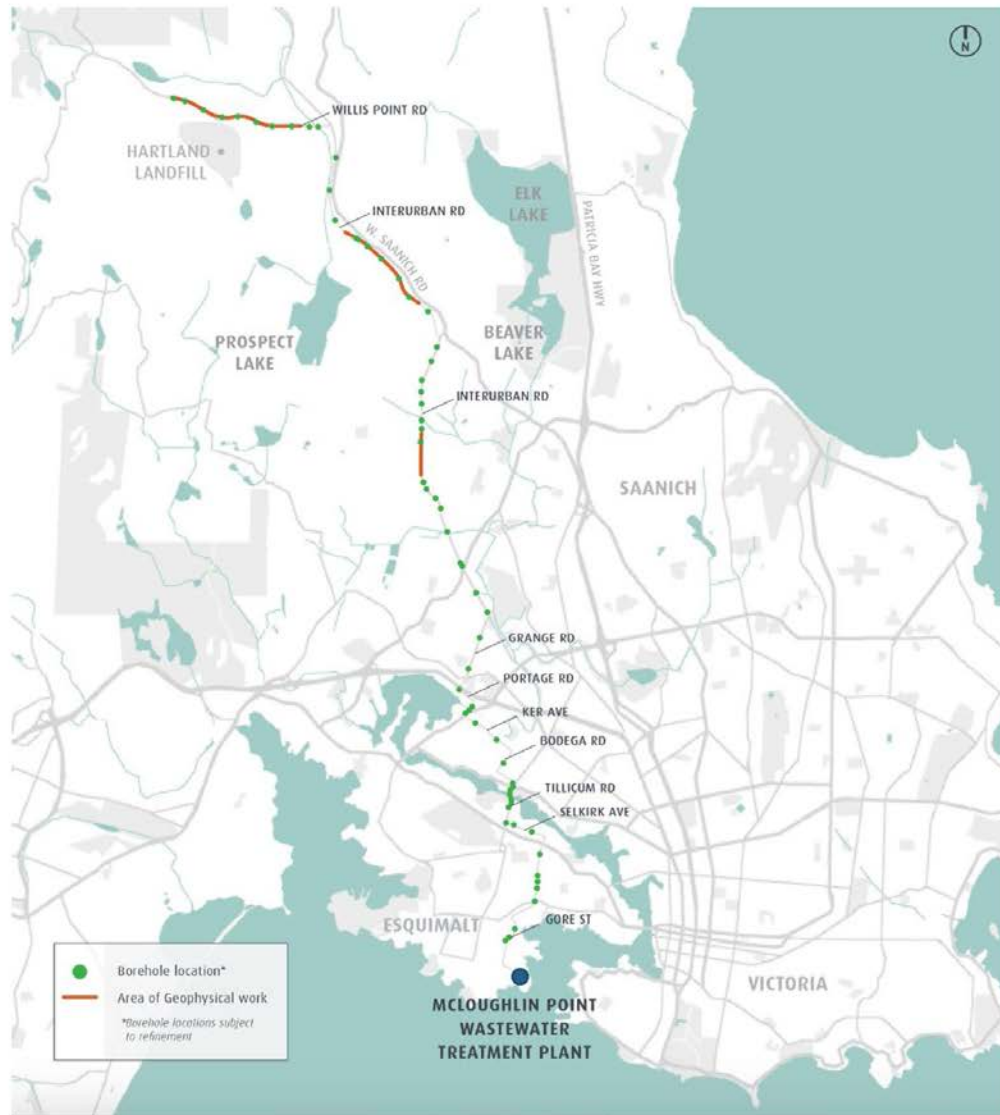 N
WILLIS POINT RD
HARTLAND
LANDFILL
INTERURBAN RD
W. SAANICH RD
ELK
LAKE
PATRICIA BAY HWY
PROSPECT
LAKE
BEAVER
LAKE
INTERURBAN RD
SAANICH
GRANGE RD
PORTAGE RD
KER AVE
BODEGA RD
TILLICUM RD
SELKIRK AVE
ESQUIMALT
GORE ST
VICTORIA
MCLOUGHLIN POINT
WASTEWATER
TREATMENT PLANT
Borehole location*
Area of Geophysical work
*Borehole locations subject
to refinement